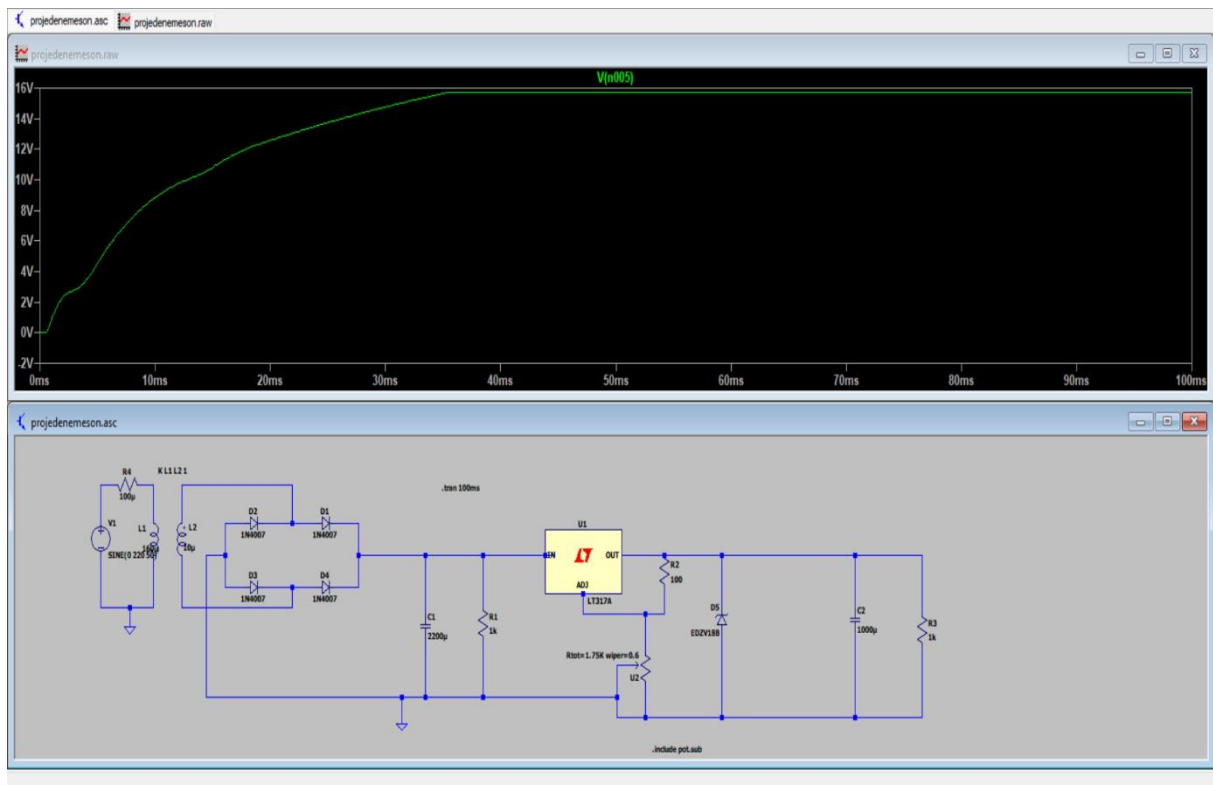 projedenemeson.asc projedenemeson.raw
projedenemeson.raw
V(n005)
16V
14V
12V
10V
8V
6V
4V
2V
0V
-2V
0ms 10ms 20ms 30ms 40ms 50ms 60ms 70ms 80ms 90ms 100ms
projedenemeson.asc
R4
K L1 L2 1
100µ
.tran 100ms
V1
L1
L2
SINE(0 220 50)
10µ
D2
D1
1N4007
1N4007
D3
D4
1N4007
1N4007
U1
IN
OUT
ADJ
LT317A
R2
100
C1
2200µ
R1
1k
D5
EDZV18B
C2
1000µ
R3
1k
Rtot=1.75K wiper=0.6
U2
.include pot.sub